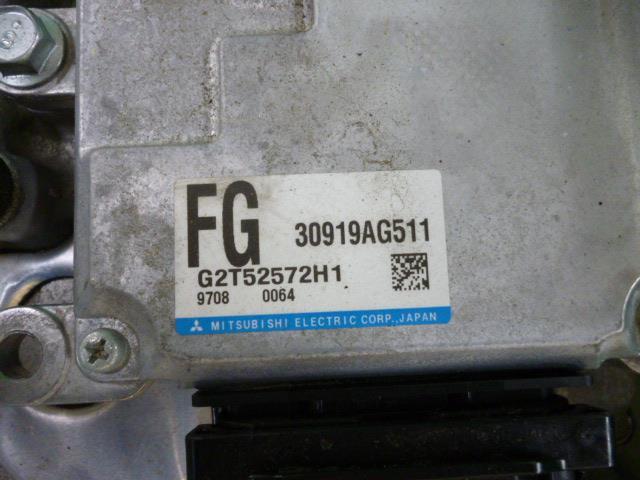 FG 30919AG511
G2T52572H1
9708 0064
MITSUBISHI ELECTRIC CORP., JAPAN